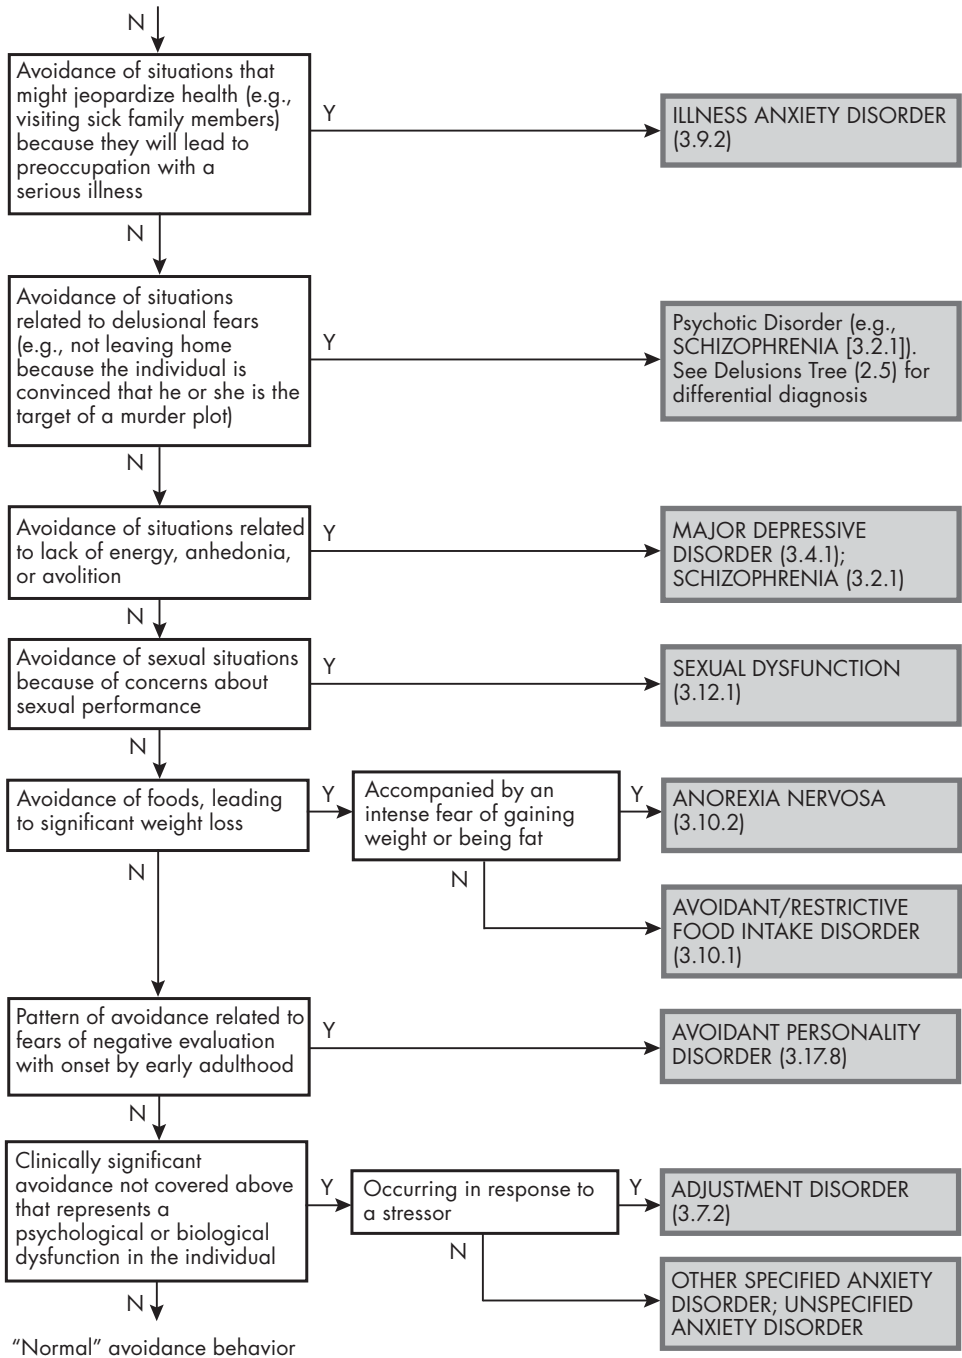 N
Avoidance of situations that
might jeopardize health (e.g.,
visiting sick family members)
because they will lead to
preoccupation with a
serious illness
Y
ILLNESS ANXIETY DISORDER
(3.9.2)
N
Avoidance of situations
related to delusional fears
(e.g., not leaving home
because the individual is
convinced that he or she is the
target of a murder plot)
Y
Psychotic Disorder (e.g.,
SCHIZOPHRENIA [3.2.1]).
See Delusions Tree (2.5) for
differential diagnosis
N
Avoidance of situations related
to lack of energy, anhedonia,
or avolition
Y
MAJOR DEPRESSIVE
DISORDER (3.4.1);
SCHIZOPHRENIA (3.2.1)
N
Avoidance of sexual situations
because of concerns about
sexual performance
Y
SEXUAL DYSFUNCTION
(3.12.1)
N
Avoidance of foods, leading
to significant weight loss
Y
Accompanied by an
intense fear of gaining
weight or being fat
Y
ANOREXIA NERVOSA
(3.10.2)
N
AVOIDANT/RESTRICTIVE
FOOD INTAKE DISORDER
(3.10.1)
N
Pattern of avoidance related to
fears of negative evaluation
with onset by early adulthood
Y
AVOIDANT PERSONALITY
DISORDER (3.17.8)
N
Clinically significant
avoidance not covered above
that represents a
psychological or biological
dysfunction in the individual
Y
Occurring in response to
a stressor
Y
ADJUSTMENT DISORDER
(3.7.2)
N
OTHER SPECIFIED ANXIETY
DISORDER; UNSPECIFIED
ANXIETY DISORDER
N
“Normal” avoidance behavior